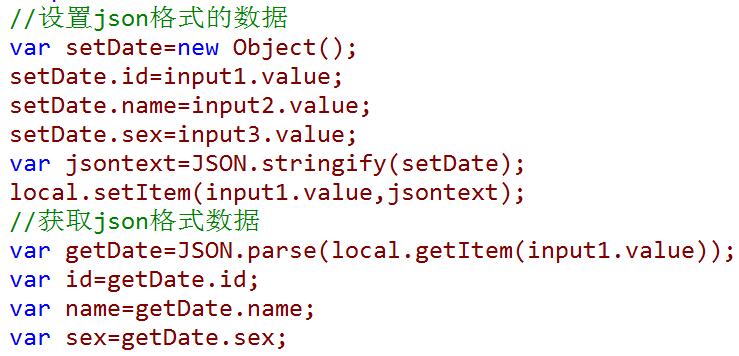 //设置json格式的数据
var setDate=new Object();
setDate.id=input1.value;
setDate.name=input2.value;
setDate.sex=input3.value;
var jsontext=JSON.stringify(setDate);
local.setItem(input1.value,jsontext);
//获取json格式数据
var getDate=JSON.parse(local.getItem(input1.value));
var id=getDate.id;
var name=getDate.name;
var sex=getDate.sex;